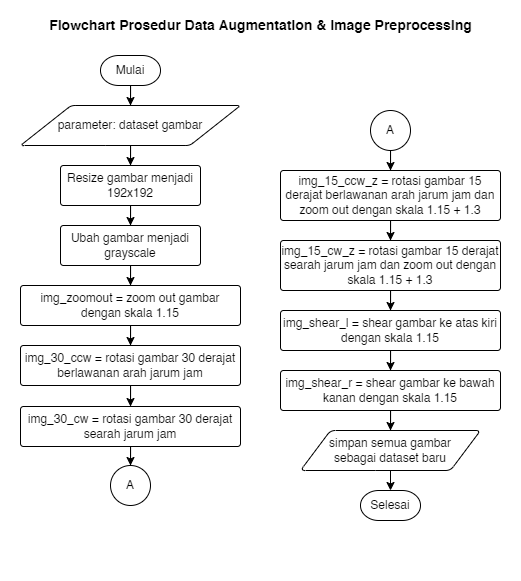 Flowchart Prosedur Data Augmentation & Image Preprocessing
Mulai
parameter: dataset gambar
Resize gambar menjadi
192x192
Ubah gambar menjadi
grayscale
img_zoomout = zoom out gambar
dengan skala 1.15
img_30_ccw = rotasi gambar 30 derajat
berlawanan arah jarum jam
img_30_cw = rotasi gambar 30 derajat
searah jarum jam
A
A
img_15_ccw_z = rotasi gambar 15
derajat berlawanan arah jarum jam dan
zoom out dengan skala 1.15 + 1.3
img_15_cw_z = rotasi gambar 15 derajat
searah jarum jam dan zoom out dengan
skala 1.15 + 1.3
img_shear_l = shear gambar ke atas kiri
dengan skala 1.15
img_shear_r = shear gambar ke bawah
kanan dengan skala 1.15
simpan semua gambar
sebagai dataset baru
Selesai